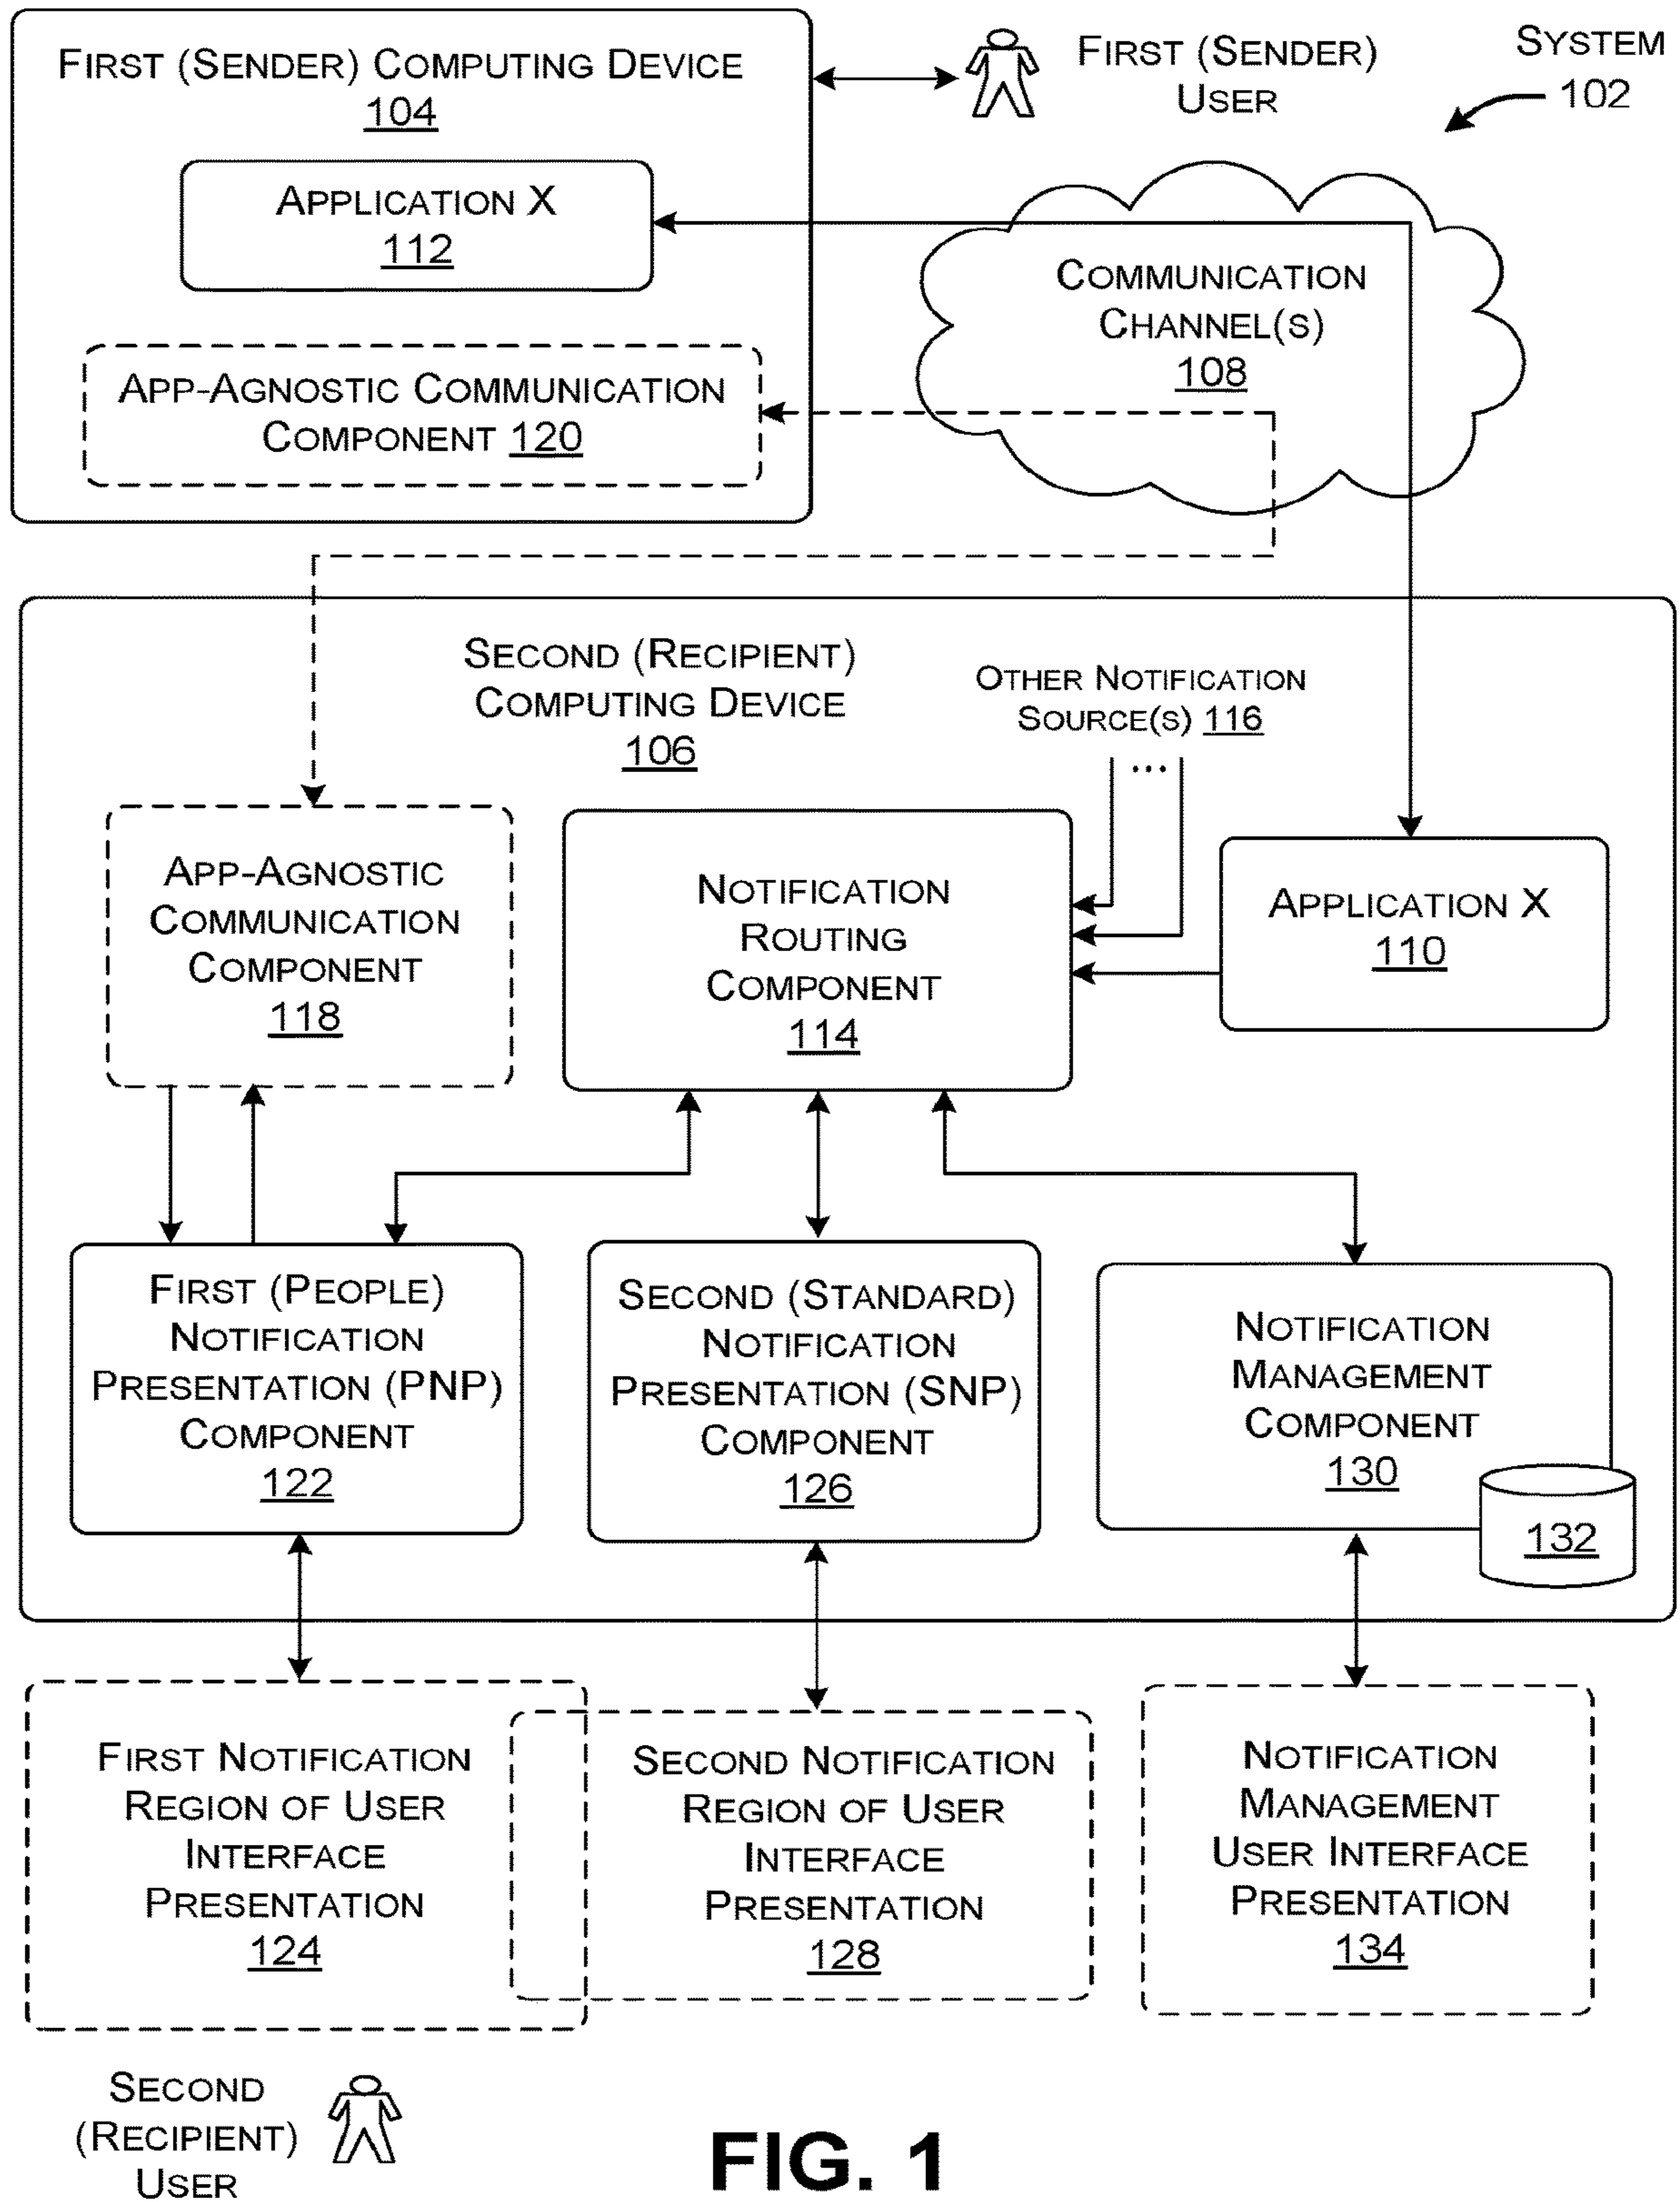 FIRST (SENDER) COMPUTING DEVICE
104
APPLICATION X
112
APP-AGNOSTIC COMMUNICATION
COMPONENT 120
FIRST (SENDER)
USER
SYSTEM
102
COMMUNICATION
CHANNEL(S)
108
SECOND (RECIPIENT)
COMPUTING DEVICE
106
OTHER NOTIFICATION
SOURCE(S) 116
...
APP-AGNOSTIC
COMMUNICATION
COMPONENT
118
NOTIFICATION
ROUTING
COMPONENT
114
APPLICATION X
110
FIRST (PEOPLE)
NOTIFICATION
PRESENTATION (PNP)
COMPONENT
122
SECOND (STANDARD)
NOTIFICATION
PRESENTATION (SNP)
COMPONENT
126
NOTIFICATION
MANAGEMENT
COMPONENT
130
132
FIRST NOTIFICATION
REGION OF USER
INTERFACE
PRESENTATION
124
SECOND NOTIFICATION
REGION OF USER
INTERFACE
PRESENTATION
128
NOTIFICATION
MANAGEMENT
USER INTERFACE
PRESENTATION
134
SECOND
(RECIPIENT)
USER
FIG. 1